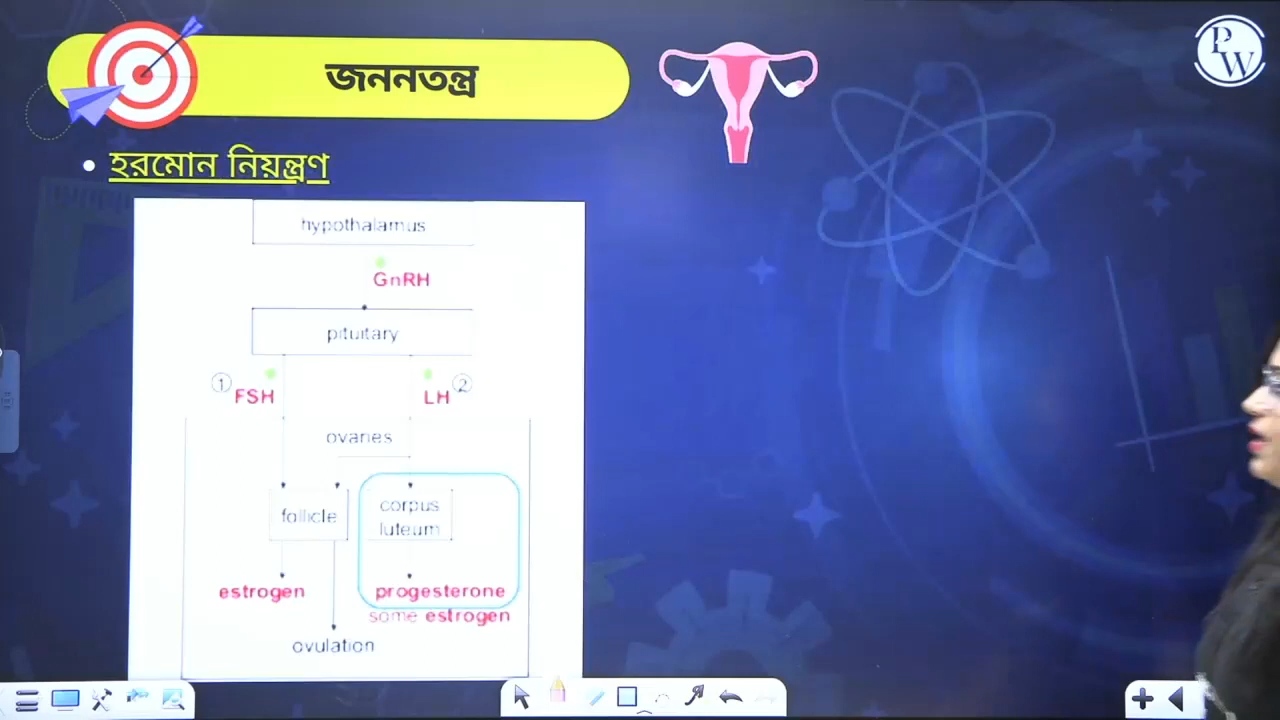 জননতন্ত্র
PW
• হরমোন নিয়ন্ত্রণ
hypothalamus
GnRH
pituitary
1 FSH
LH 2
ovaries
follicle
corpus
luteum
estrogen
progesterone
some estrogen
ovulation